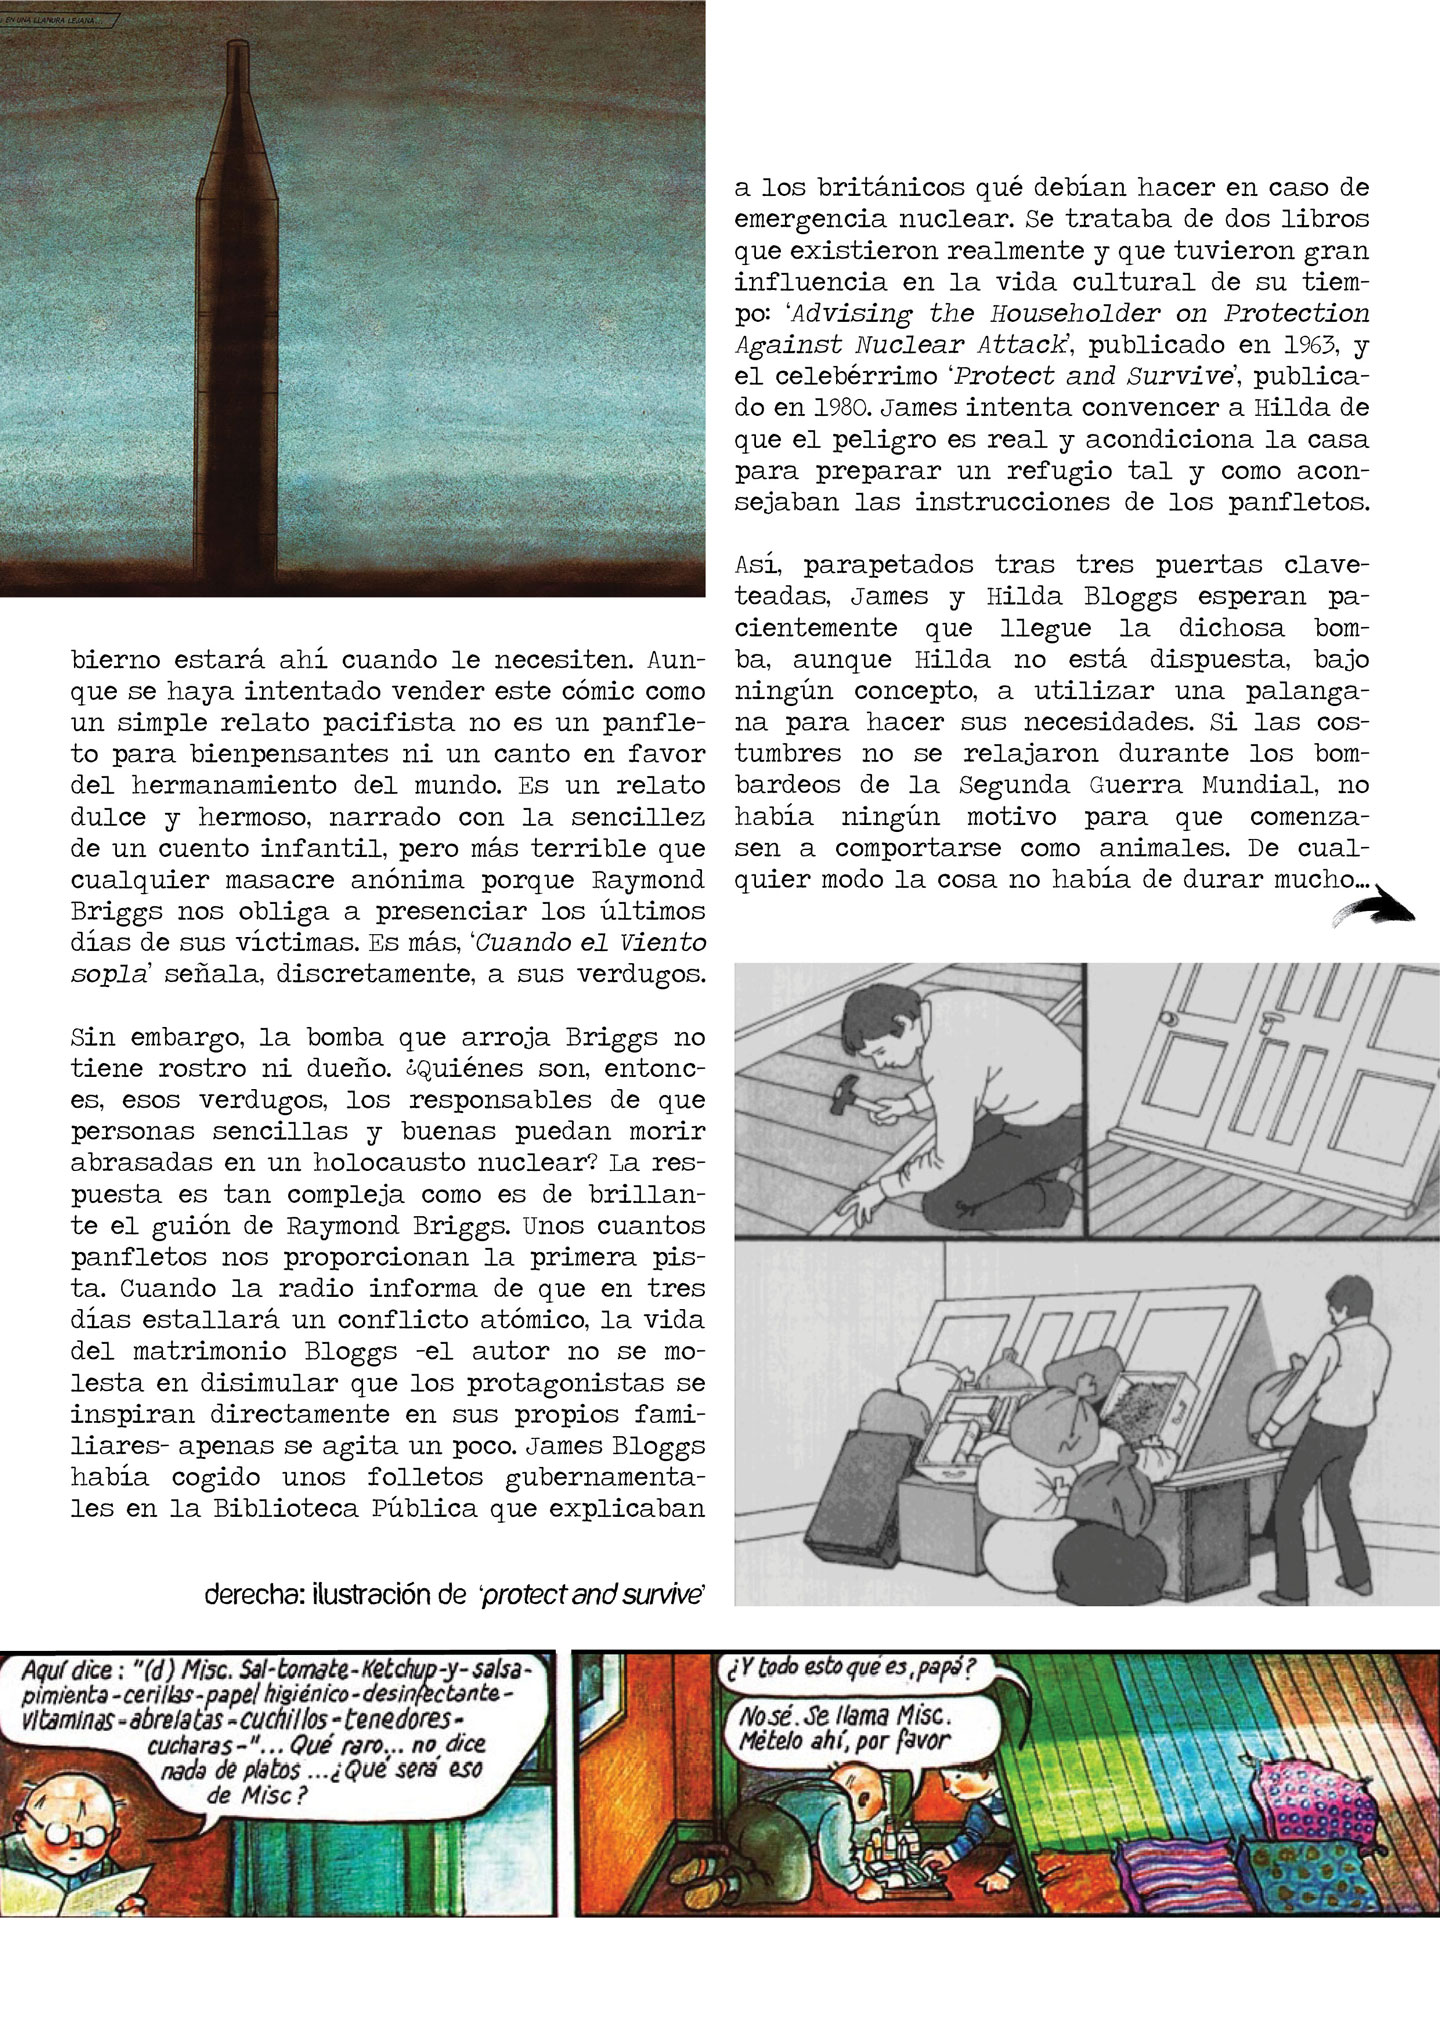 EN UNA LLANURA LEJANA...
bierno estará ahí cuando le necesiten. Aun-
que se haya intentado vender este cómic como
un simple relato pacifista no es un panfle-
to para bienpensantes ni un canto en favor
del hermanamiento del mundo. Es un relato
dulce y hermoso, narrado con la sencillez
de un cuento infantil, pero más terrible que
cualquier masacre anónima porque Raymond
Briggs nos obliga a presenciar los últimos
días de sus víctimas. Es más, ‘Cuando el Viento
sopla’ señala, discretamente, a sus verdugos.
Sin embargo, la bomba que arroja Briggs no
tiene rostro ni dueño. ¿Quiénes son, entonc-
es, esos verdugos, los responsables de que
personas sencillas y buenas puedan morir
abrasadas en un holocausto nuclear? La res-
puesta es tan compleja como es de brillan-
te el guión de Raymond Briggs. Unos cuantos
panfletos nos proporcionan la primera pis-
ta. Cuando la radio informa de que en tres
días estallará un conflicto atómico, la vida
del matrimonio Bloggs -el autor no se mo-
lesta en disimular que los protagonistas se
inspiran directamente en sus propios fami-
liares- apenas se agita un poco. James Bloggs
había cogido unos folletos gubernamenta-
les en la Biblioteca Pública que explicaban
derecha: ilustración de ‘protect and survive’
a los británicos qué debían hacer en caso de
emergencia nuclear. Se trataba de dos libros
que existieron realmente y que tuvieron gran
influencia en la vida cultural de su tiem-
po: ‘Advising the Householder on Protection
Against Nuclear Attack’, publicado en 1963, y
el celebérrimo ‘Protect and Survive’, publica-
do en 1980. James intenta convencer a Hilda de
que el peligro es real y acondiciona la casa
para preparar un refugio tal y como acon-
sejaban las instrucciones de los panfletos.
Así, parapetados tras tres puertas clave-
teadas, James y Hilda Bloggs esperan pa-
cientemente que llegue la dichosa bom-
ba, aunque Hilda no está dispuesta, bajo
ningún concepto, a utilizar una palanga-
na para hacer sus necesidades. Si las cos-
tumbres no se relajaron durante los bom-
bardeos de la Segunda Guerra Mundial, no
había ningún motivo para que comenza-
sen a comportarse como animales. De cual-
quier modo la cosa no había de durar mucho...
Aquí dice: "(d) Misc. Sal-tomate-Ketchup-y-salsa-
pimienta-cerillas-papel higiénico-desinfectante-
vitaminas-abrelatas-cuchillos-tenedores-
cucharas-"... Qué raro... no dice
nada de platos ...¿Qué será eso
de Misc?
¿Y todo esto qué es, papá?
No sé. Se llama Misc.
Mételo ahí, por favor